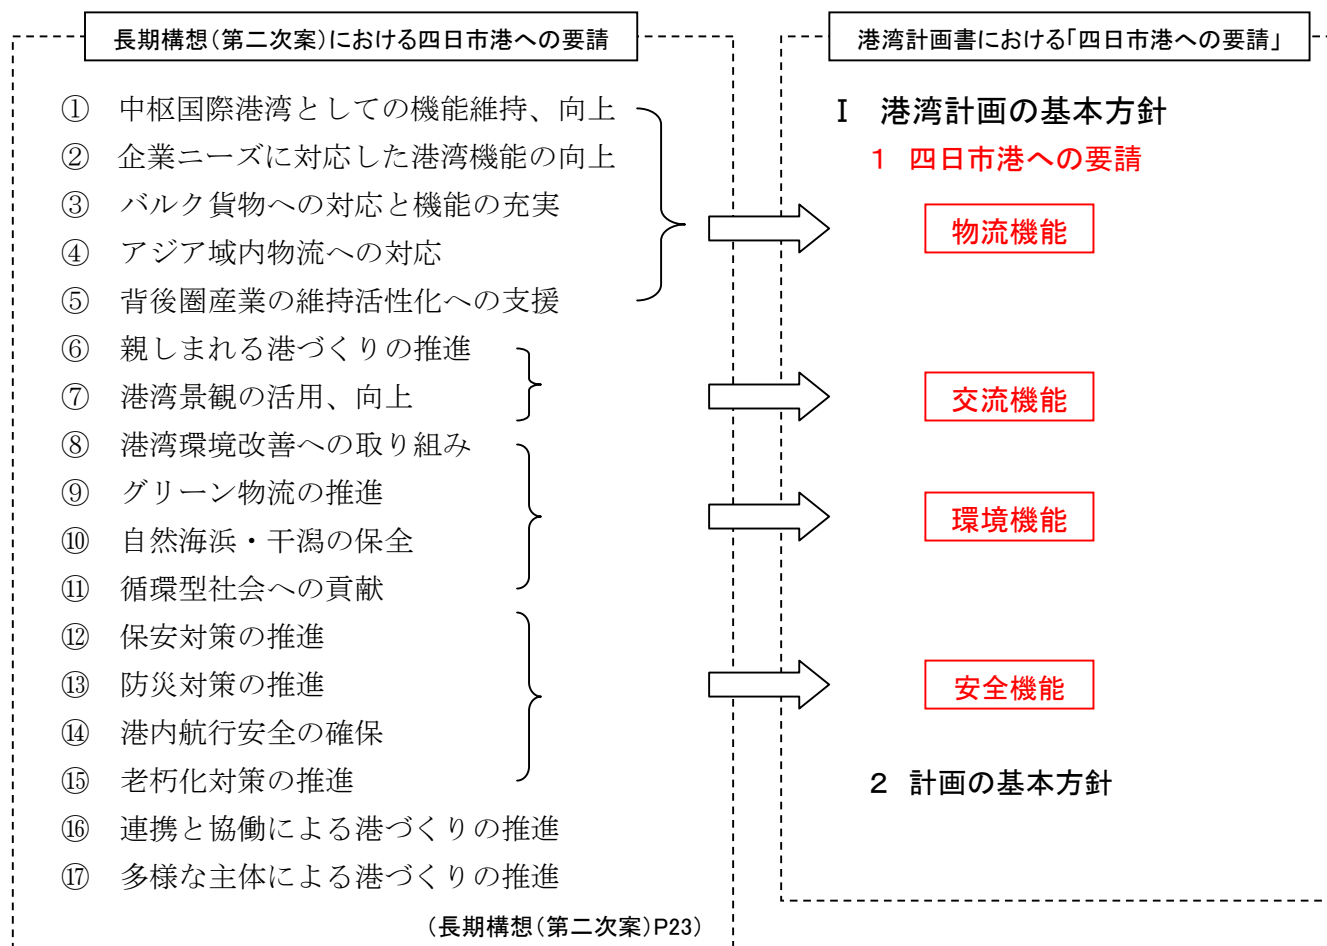 長期構想(第二次案)における四日市港への要請
① 中枢国際港湾としての機能維持、向上
② 企業ニーズに対応した港湾機能の向上
③ バルク貨物への対応と機能の充実
④ アジア域内物流への対応
⑤ 背後圏産業の維持活性化への支援
⑥ 親しまれる港づくりの推進
⑦ 港湾景観の活用、向上
⑧ 港湾環境改善への取り組み
⑨ グリーン物流の推進
⑩ 自然海浜・干潟の保全
⑪ 循環型社会への貢献
⑫ 保安対策の推進
⑬ 防災対策の推進
⑭ 港内航行安全の確保
⑮ 老朽化対策の推進
⑯ 連携と協働による港づくりの推進
⑰ 多様な主体による港づくりの推進
(長期構想(第二次案)P23)
港湾計画書における「四日市港への要請」
Ⅰ 港湾計画の基本方針
1 四日市港への要請
物流機能
交流機能
環境機能
安全機能
2 計画の基本方針